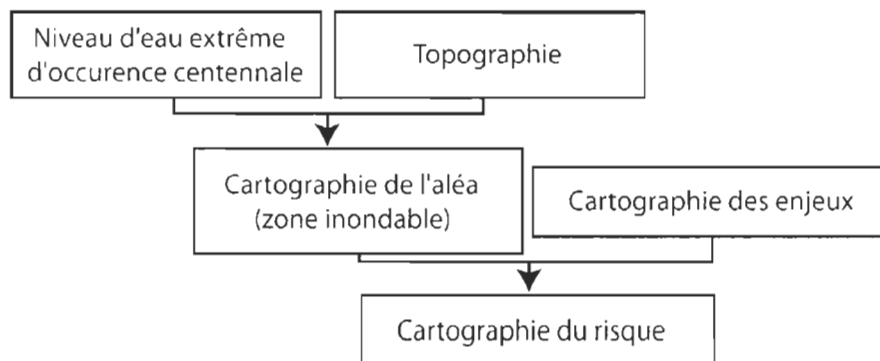 Niveau d'eau extrême
d'occurence centennale
Topographie
Cartographie de l'aléa
(zone inondable)
Cartographie des enjeux
Cartographie du risque